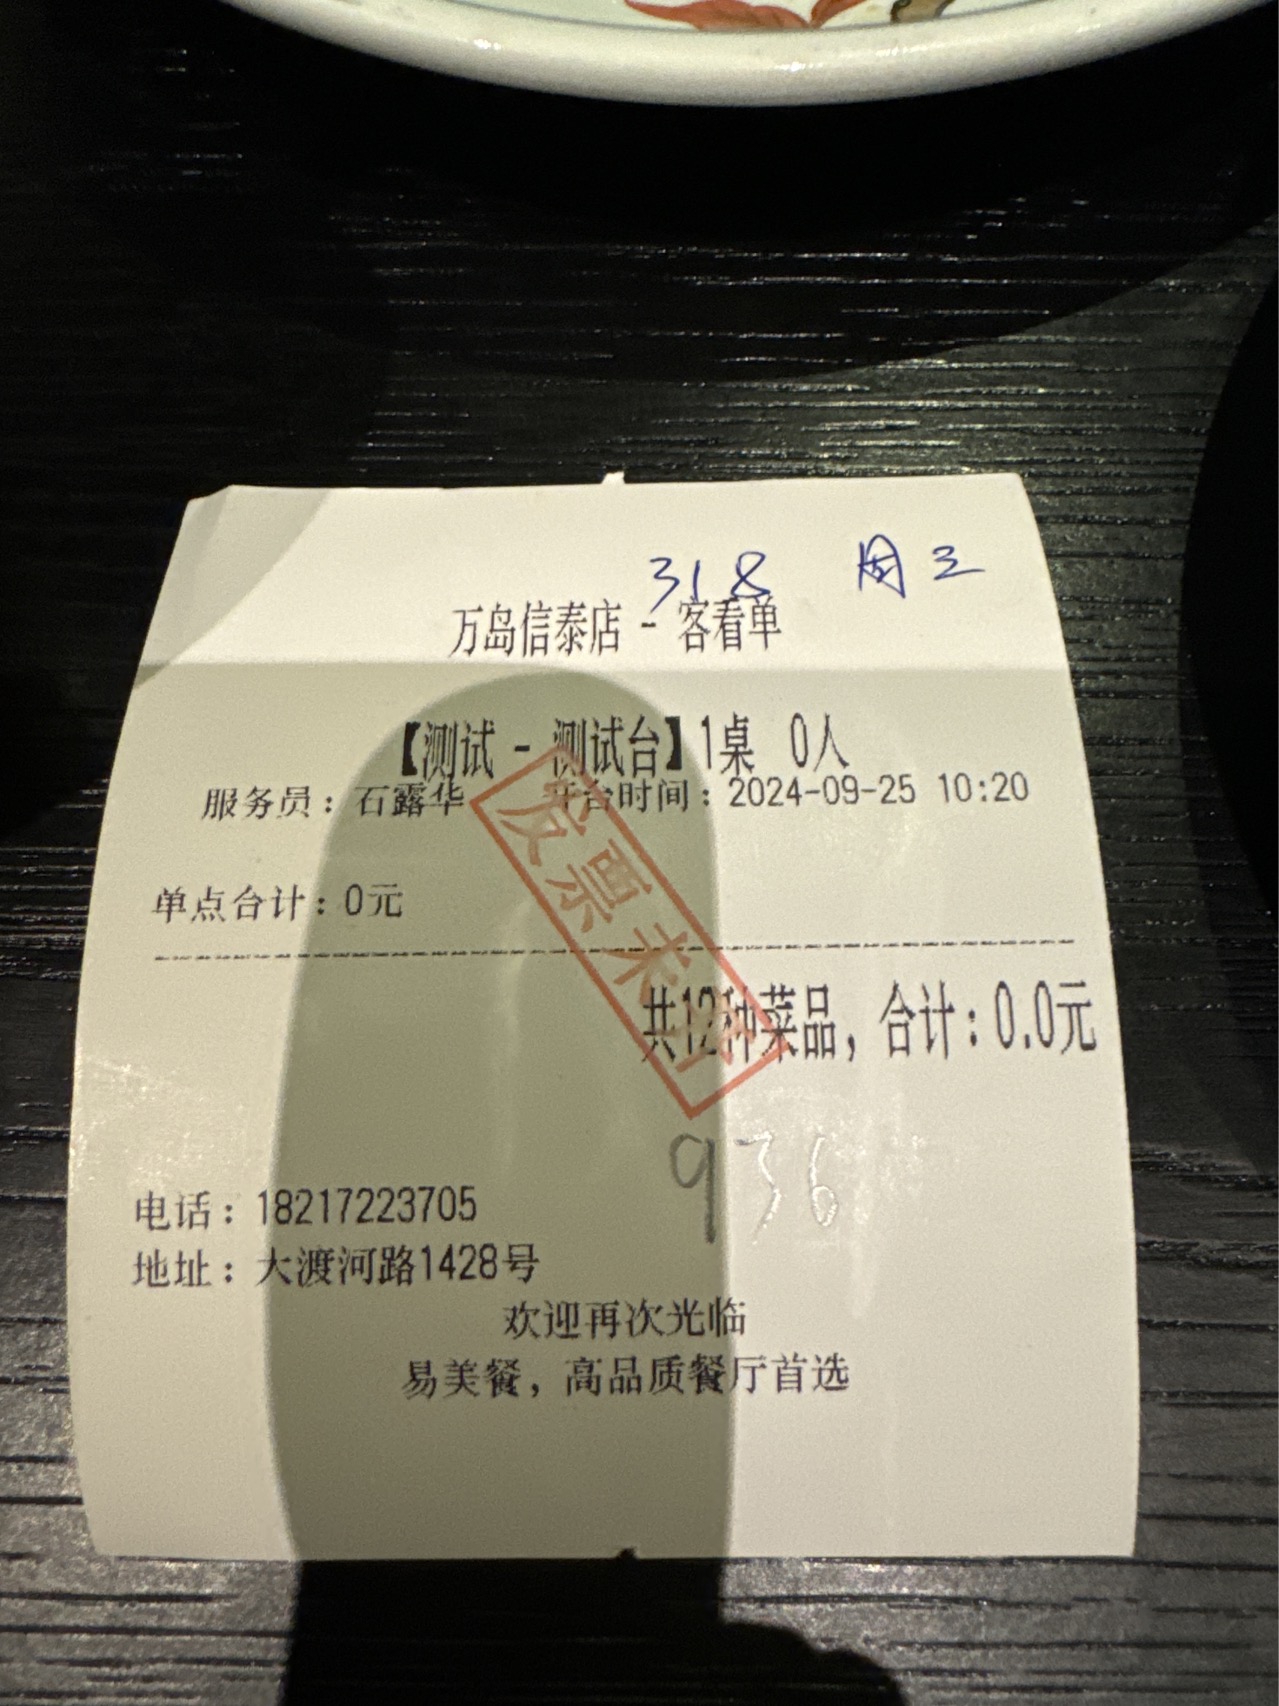 318 周三
万岛信泰店 - 客看单
【测试 - 测试台】1桌 0人
服务员：石露华 开台时间：2024-09-25 10:20
发票未开
单点合计：0元
共12种菜品，合计：0.0元
936
电话：18217223705
地址：大渡河路1428号
欢迎再次光临
易美餐，高品质餐厅首选